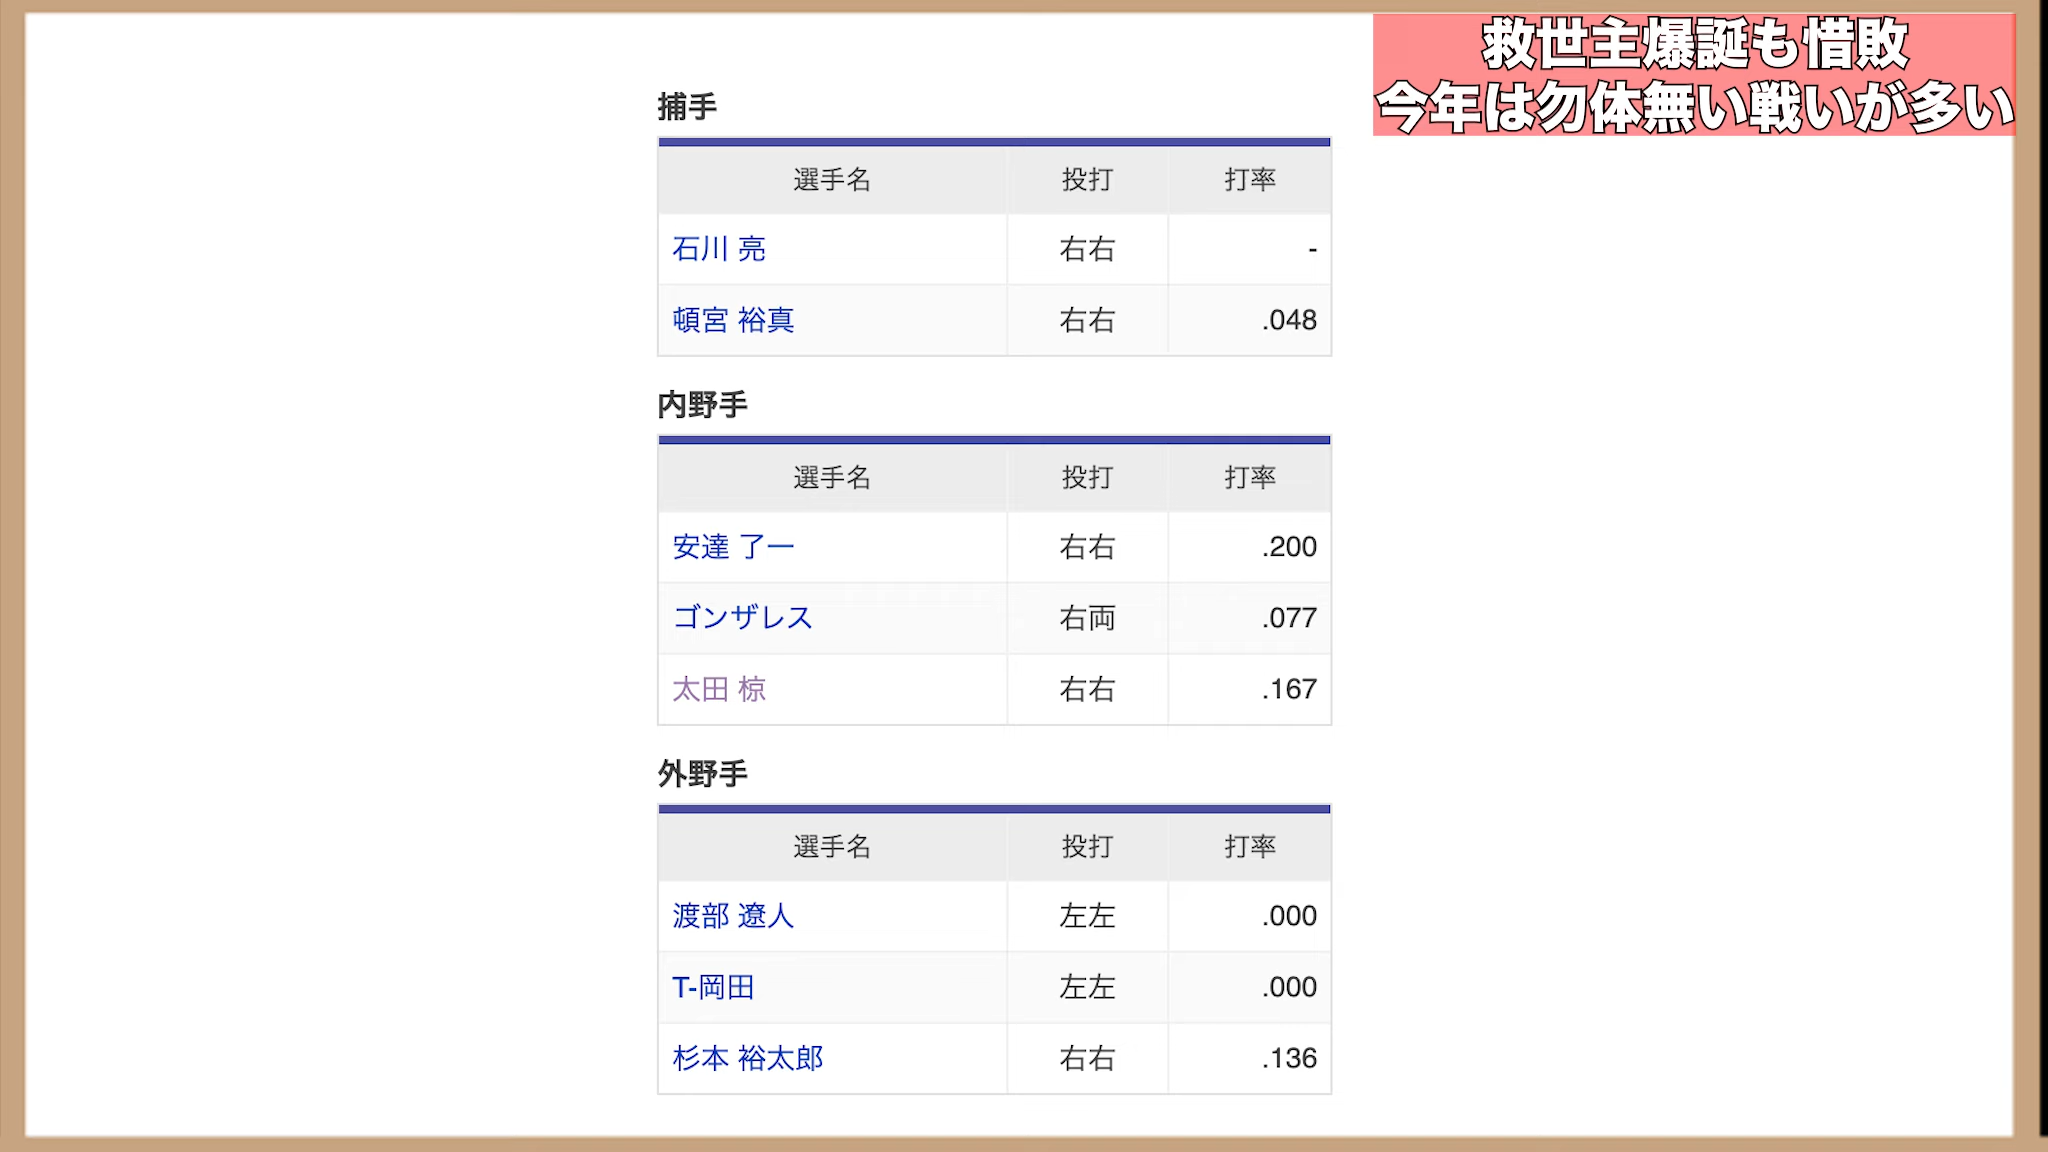 救世主爆誕も惜敗
今年は勿体無い戦いが多い
捕手
選手名 投打 打率
石川 亮 右右 -
頓宮 裕真 右右 .048
内野手
選手名 投打 打率
安達 了一 右右 .200
ゴンザレス 右両 .077
太田 椋 右右 .167
外野手
選手名 投打 打率
渡部 遼人 左左 .000
T-岡田 左左 .000
杉本 裕太郎 右右 .136